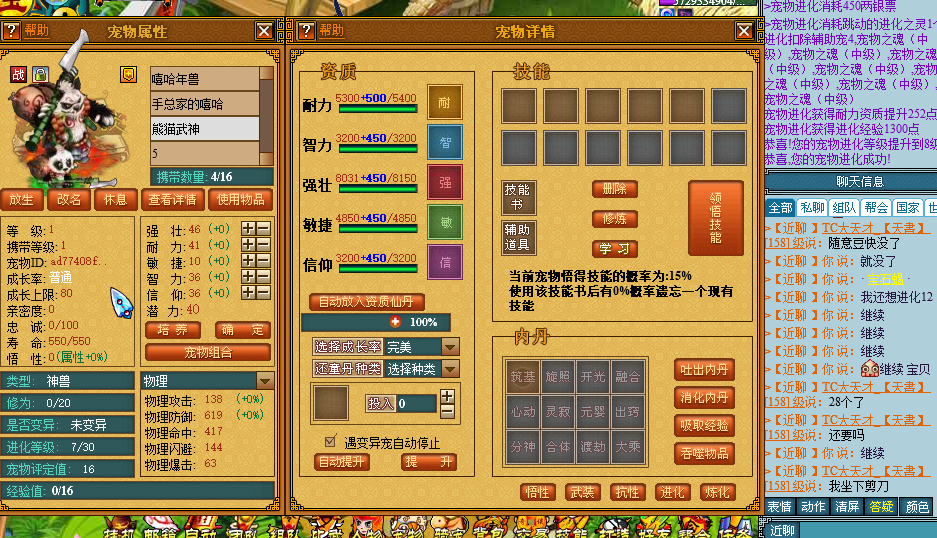 帮助
宠物属性
战
嘻哈年兽
手总家的嘻哈
熊猫武神
5
携带数量: 4/16
放生
改名
休息
查看详情
使用物品
等 级: 1
携带等级: 1
宠物ID: ad77408f..
成长率: 普通
成长上限: 80
亲密度: 0
忠 诚: 0/100
寿 命: 550/550
悟 性: 0(属性+0%)
强 壮: 46 (+0)
耐 力: 41 (+0)
敏 捷: 10 (+0)
智 力: 36 (+0)
信 仰: 36 (+0)
潜 力: 40
培 养
确 定
宠物组合
类型: 神兽
修为: 0/20
是否变异: 未变异
进化等级: 7/30
宠物评定值: 16
经验值: 0/16
物理
物理攻击: 138 (+0%)
物理防御: 619 (+0%)
物理命中: 417
物理闪避: 144
物理爆击: 63
帮助
宠物详情
资质
耐力 5300+500/5400 耐
智力 3200+450/3200 智
强壮 8031+450/8150 强
敏捷 4850+450/4850 敏
信仰 3200+450/3200 信
自动放入资质仙丹
100%
选择成长率 完美
还童丹种类 选择种类
投入 0
遇变异宠自动停止
自动提升
提 升
技能
技能书
辅助道具
删除
修炼
学 习
领悟技能
当前宠物悟得技能的概率为:15%
使用该技能书后有0%概率遗忘一个现有
技能
内丹
筑基 旋照 开光 融合
心动 灵寂 元婴 出窍
分神 合体 渡劫 大乘
吐出内丹
消化内丹
吸取经验
吞噬物品
悟性
武装
抗性
进化
炼化
>宠物进化消耗450两银票
>宠物进化消耗跳动的进化之灵1
进化扣除辅助宠4,宠物之魂（中
级）,宠物之魂（中级）,宠物之魂
（中级）,宠物之魂（中级）,宠物
之魂（中级）,宠物之魂（中级）,
宠物之魂（中级）
宠物进化获得耐力资质提升252点
宠物进化获得进化经验1300点
恭喜!您的宠物进化等级提升到8级
恭喜,您的宠物进化成功!
聊天信息
全部
私聊
组队
帮会
国家
>【近聊 】TC大天才_【天書】
[158]级说: 随意豆快没了
>【近聊 】你 说: 就没了
>【近聊 】你 说:
>【近聊 】你 说: 我还想进化12
>【近聊 】你 说: 继续
>【近聊 】你 说: 继续
>【近聊 】你 说: 继续
>【近聊 】你 说: 继续 宝贝
>【近聊 】TC大天才_【天書】
[158]级说: 28个了
>【近聊 】TC大天才_【天書】
[158]级说: 还要吗
>【近聊 】你 说: 继续
>【近聊 】TC大天才_【天書】
[158]级说: 我坐下剪刀
表情
动作
清屏
答疑
颜色
近聊